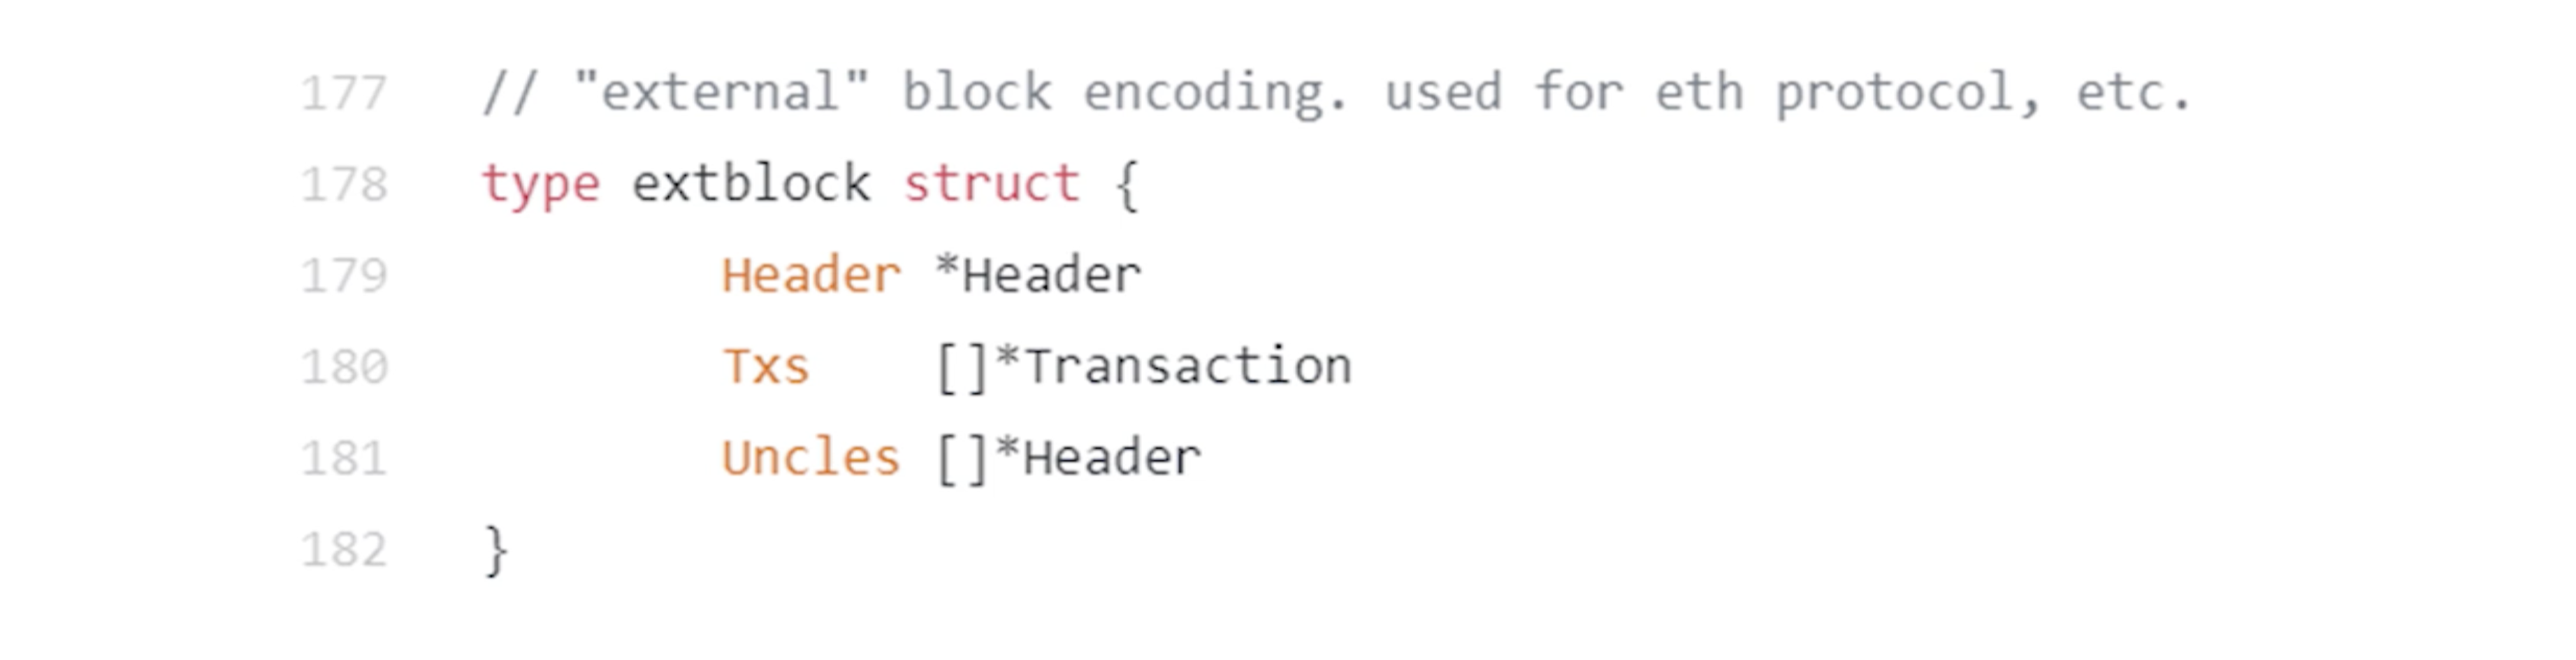 177 // "external" block encoding. used for eth protocol, etc.
178 type extblock struct {
179 Header *Header
180 Txs []*Transaction
181 Uncles []*Header
182 }